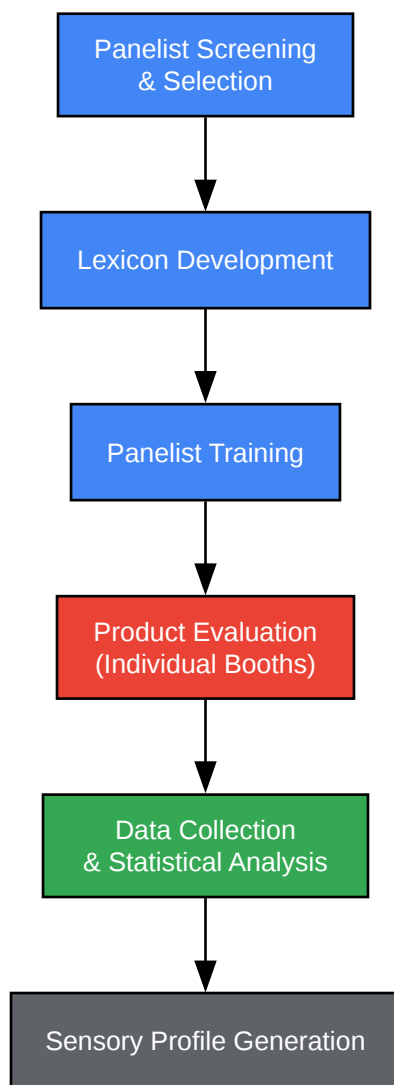 Panelist Screening
& Selection
Lexicon Development
Panelist Training
Product Evaluation
(Individual Booths)
Data Collection
& Statistical Analysis
Sensory Profile Generation